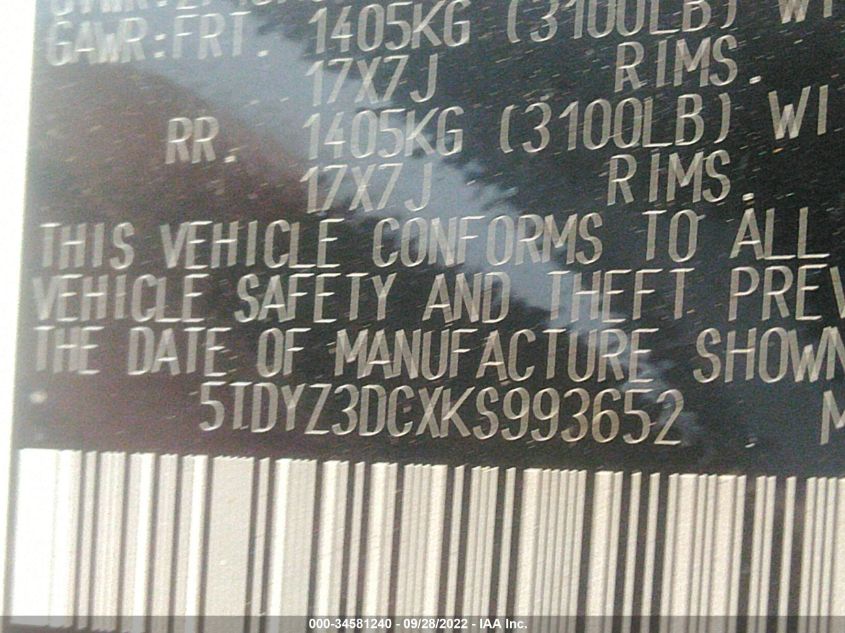 GAWR:FRT. 1405KG (3100LB) WI
17X7J RIMS.
RR. 1405KG (3100LB) WI
17X7J RIMS.
THIS VEHICLE CONFORMS TO ALL
VEHICLE SAFETY AND THEFT PREV
THE DATE OF MANUFACTURE SHOWN
5TDYZ3DCXKS993652 M
000-34581240 - 09/28/2022 - IAA Inc.